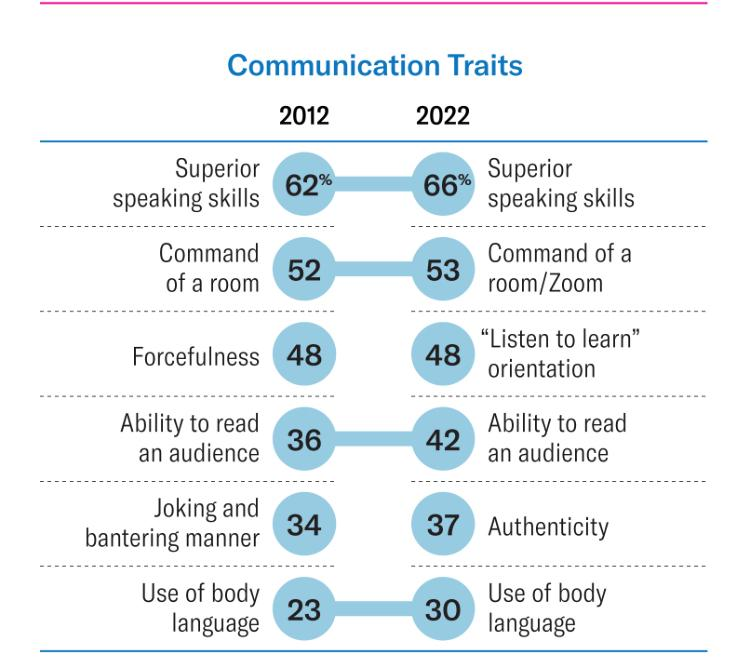 Communication Traits
2012 2022
Superior
speaking skills
62%
66%
Superior
speaking skills
Command
of a room
52
53
Command of a
room/Zoom
Forcefulness
48
48
“Listen to learn”
orientation
Ability to read
an audience
36
42
Ability to read
an audience
Joking and
bantering manner
34
37
Authenticity
Use of body
language
23
30
Use of body
language